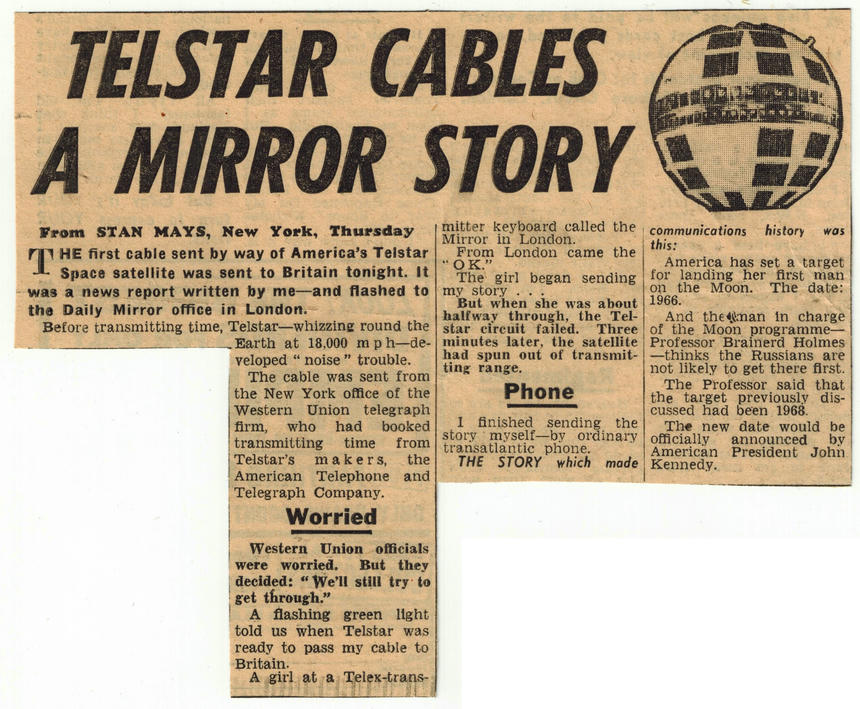 TELSTAR CABLES
A MIRROR STORY
From STAN MAYS, New York, Thursday
THE first cable sent by way of America's Telstar
Space satellite was sent to Britain tonight. It
was a news report written by me—and flashed to
the Daily Mirror office in London.
Before transmitting time, Telstar—whizzing round the
Earth at 18,000 mph—de-
veloped "noise" trouble.
The cable was sent from
the New York office of the
Western Union telegraph
firm, who had booked
transmitting time from
Telstar's makers, the
American Telephone and
Telegraph Company.
Worried
Western Union officials
were worried. But they
decided: "We'll still try to
get through."
A flashing green light
told us when Telstar was
ready to pass my cable to
Britain.
A girl at a Telex-trans-
mitter keyboard called the
Mirror in London.
From London came the
"OK."
The girl began sending
my story . . .
But when she was about
halfway through, the Tel-
star circuit failed. Three
minutes later, the satellite
had spun out of transmit-
ting range.
Phone
I finished sending the
story myself—by ordinary
transatlantic phone.
THE STORY which made
communications history was
this:
America has set a target
for landing her first man
on the Moon. The date:
1966.
And the man in charge
of the Moon programme—
Professor Brainerd Holmes
—thinks the Russians are
not likely to get there first.
The Professor said that
the target previously dis-
cussed had been 1968.
The new date would be
officially announced by
American President John
Kennedy.